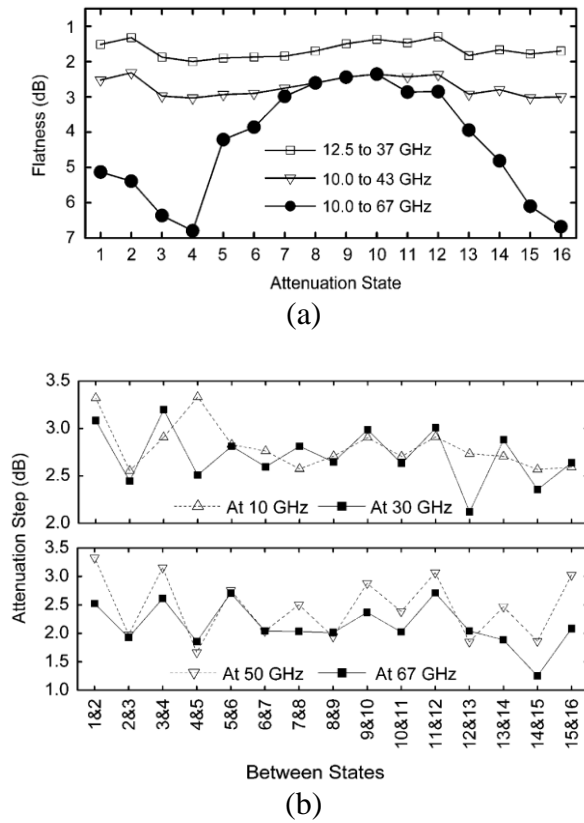 1
2
3
4
5
6
7
Flatness (dB)
12.5 to 37 GHz
10.0 to 43 GHz
10.0 to 67 GHz
1 2 3 4 5 6 7 8 9 10 11 12 13 14 15 16
Attenuation State
(a)
3.5
3.0
2.5
2.0
At 10 GHz
At 30 GHz
Attenuation Step (dB)
3.5
3.0
2.5
2.0
1.5
1.0
At 50 GHz
At 67 GHz
1&2 2&3 3&4 4&5 5&6 6&7 7&8 8&9 9&10 10&11 11&12 12&13 13&14 14&15 15&16
Between States
(b)